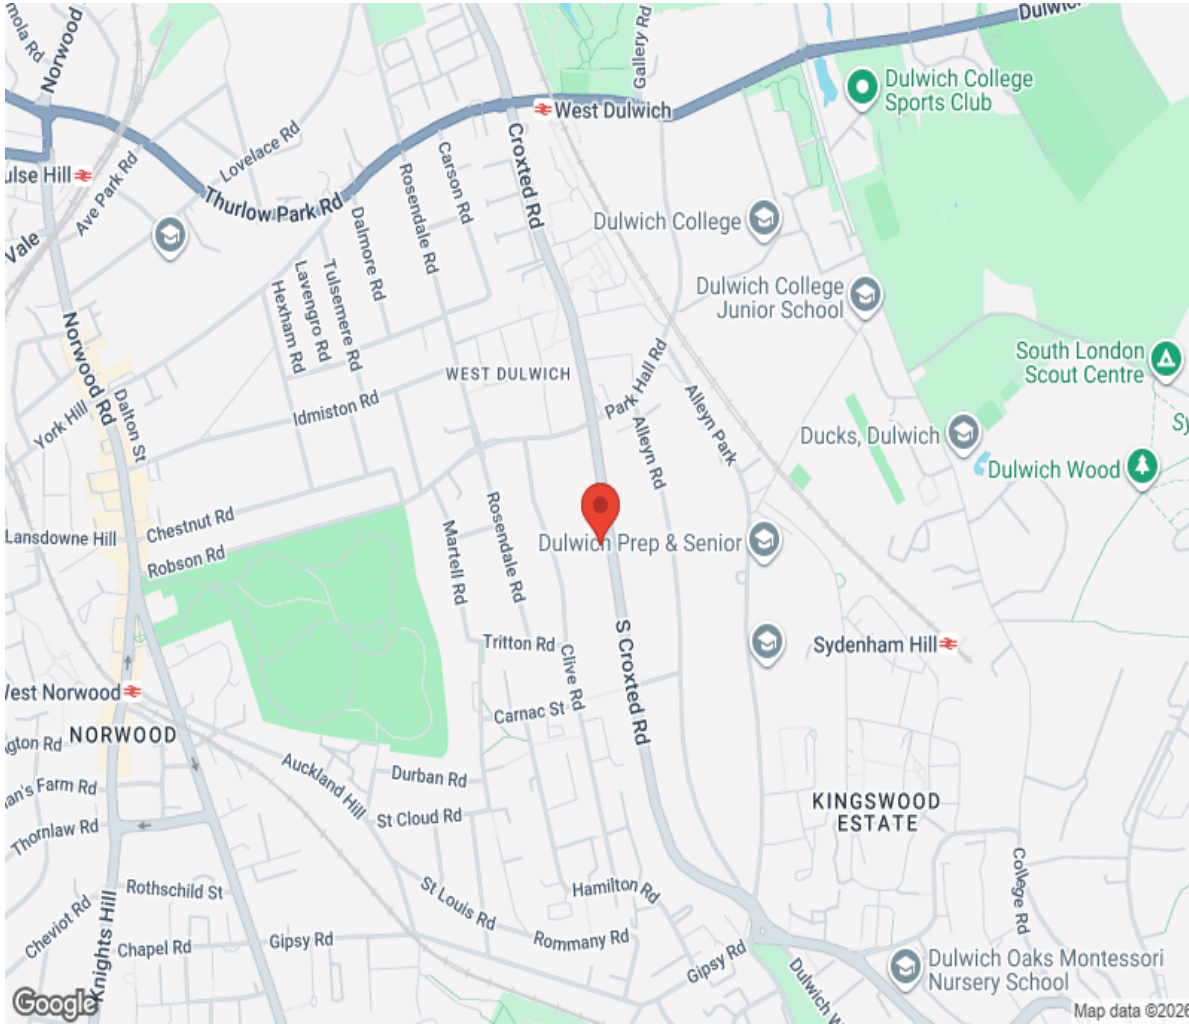 mola Rd
Norwood
Gallery Rd
Dulwich
Dulwich College
Sports Club
West Dulwich
Lovelace Rd
ulse Hill
Ave Park Rd
Thurlow Park Rd
Croxted Rd
Carson Rd
Rosendale Rd
Dalmore Rd
Vale
Dulwich College
Tulsemere Rd
Lavengro Rd
Hexham Rd
Dulwich College
Junior School
Norwood Rd
South London
Scout Centre
WEST DULWICH
Park Hall Rd
Idmiston Rd
Dalton St
York Hill
Alleyn Park
Alleyn Rd
Sy
Ducks, Dulwich
Dulwich Wood
Chestnut Rd
Lansdowne Hill
Robson Rd
Martell Rd
Rosendale Rd
Dulwich Prep & Senior
Tritton Rd
Clive Rd
S Croxted Rd
Sydenham Hill
West Norwood
Carnac St
NORWOOD
gton Rd
Auckland Hill
Durban Rd
nan's Farm Rd
St Cloud Rd
KINGSWOOD
ESTATE
Thornlaw Rd
College Rd
Rothschild St
St Louis Rd
Hamilton Rd
Cheviot Rd
Knights Hill
Chapel Rd
Gipsy Rd
Rommany Rd
Gipsy Rd
Dulwich W
Dulwich Oaks Montessori
Nursery School
Google
Map data ©2026